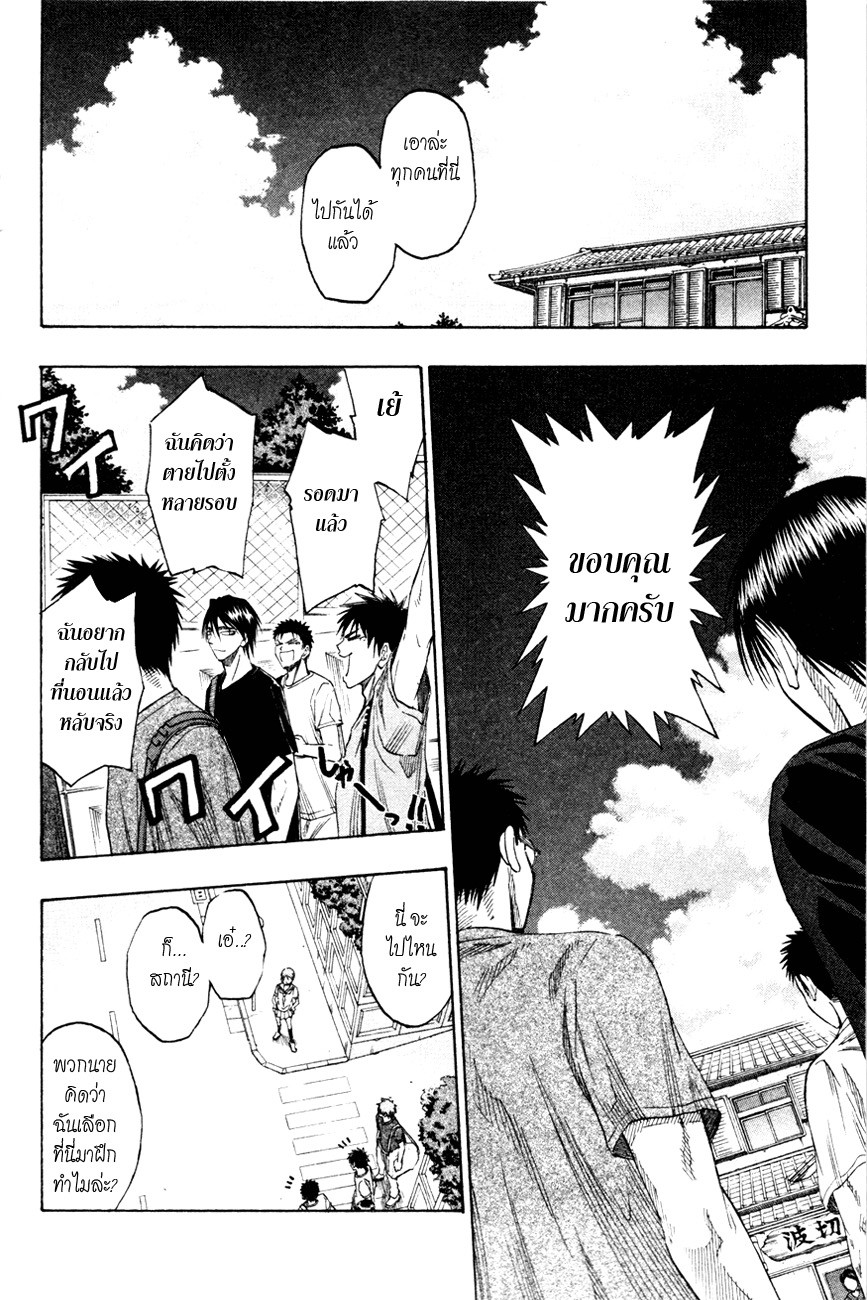 เอาล่ะ
ทุกคนที่นี่
ไปกันได้
แล้ว
ขอบคุณ
มากครับ
波切
เย้
รอดมา
แล้ว
ฉันคิดว่า
ตายไปตั้ง
หลายรอบ
ฉันอยาก
กลับไป
ที่นอนแล้ว
หลับจริง
ワイ
ワイ
しゃーっ!!
นี่ จะ
ไปไหน
กัน?
เอ๋..?
ก็...
สถานี?
พวกนาย
คิดว่า
ฉันเลือก
ที่นี่มาฝึก
ทำไมล่ะ?